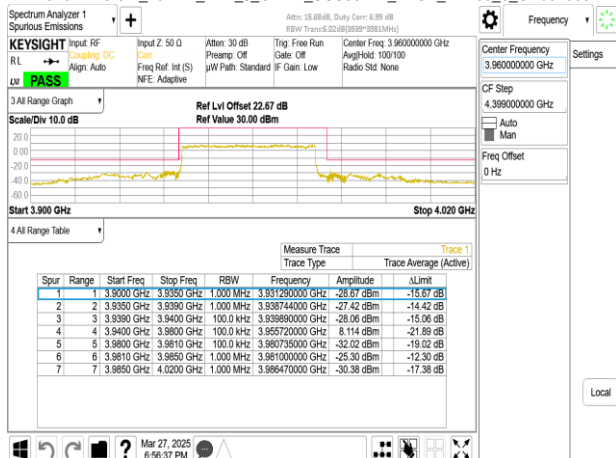 Spectrum Analyzer 1
Spurious Emissions
Attn: 15.68dB, Duty Corr: 6.99 dB
RBW Trans:6.02dB(3939~3981MHz)
Frequency
Settings
KEYSIGHT
RL
LXI
PASS
Input: RF
Coupling: DC
Align: Auto
Input Z: 50 Ω
Corr
Freq Ref: Int (S)
NFE: Adaptive
Atten: 30 dB
Preamp: Off
µW Path: Standard
Trig: Free Run
Gate: Off
IF Gain: Low
Center Freq: 3.960000000 GHz
Avg|Hold: 100/100
Radio Std: None
Center Frequency
3.960000000 GHz
CF Step
4.399000000 GHz
Auto
Man
Freq Offset
0 Hz
Local
3 All Range Graph
Scale/Div 10.0 dB
Ref Lvl Offset 22.67 dB
Ref Value 30.00 dBm
20.0
0.00
-20.0
-40.0
-60.0
Start 3.900 GHz
Stop 4.020 GHz
4 All Range Table
Measure Trace Trace 1
Trace Type Trace Average (Active)
Spur Range Start Freq Stop Freq RBW Frequency Amplitude ΔLimit
1 1 3.9000 GHz 3.9350 GHz 1.000 MHz 3.931290000 GHz -28.67 dBm -15.67 dB
2 2 3.9350 GHz 3.9390 GHz 1.000 MHz 3.938744000 GHz -27.42 dBm -14.42 dB
3 3 3.9390 GHz 3.9400 GHz 100.0 kHz 3.939890000 GHz -28.06 dBm -15.06 dB
4 4 3.9400 GHz 3.9800 GHz 100.0 kHz 3.955720000 GHz 8.114 dBm -21.89 dB
5 5 3.9800 GHz 3.9810 GHz 100.0 kHz 3.980735000 GHz -32.02 dBm -19.02 dB
6 6 3.9810 GHz 3.9850 GHz 1.000 MHz 3.981000000 GHz -25.30 dBm -12.30 dB
7 7 3.9850 GHz 4.0200 GHz 1.000 MHz 3.986470000 GHz -30.38 dBm -17.38 dB
Mar 27, 2025
6:56:37 PM